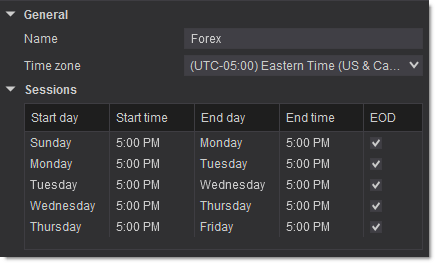 General
Name Forex
Time zone (UTC-05:00) Eastern Time (US & Ca...
Sessions
Start day Start time End day End time EOD
Sunday 5:00 PM Monday 5:00 PM
Monday 5:00 PM Tuesday 5:00 PM
Tuesday 5:00 PM Wednesday 5:00 PM
Wednesday 5:00 PM Thursday 5:00 PM
Thursday 5:00 PM Friday 5:00 PM